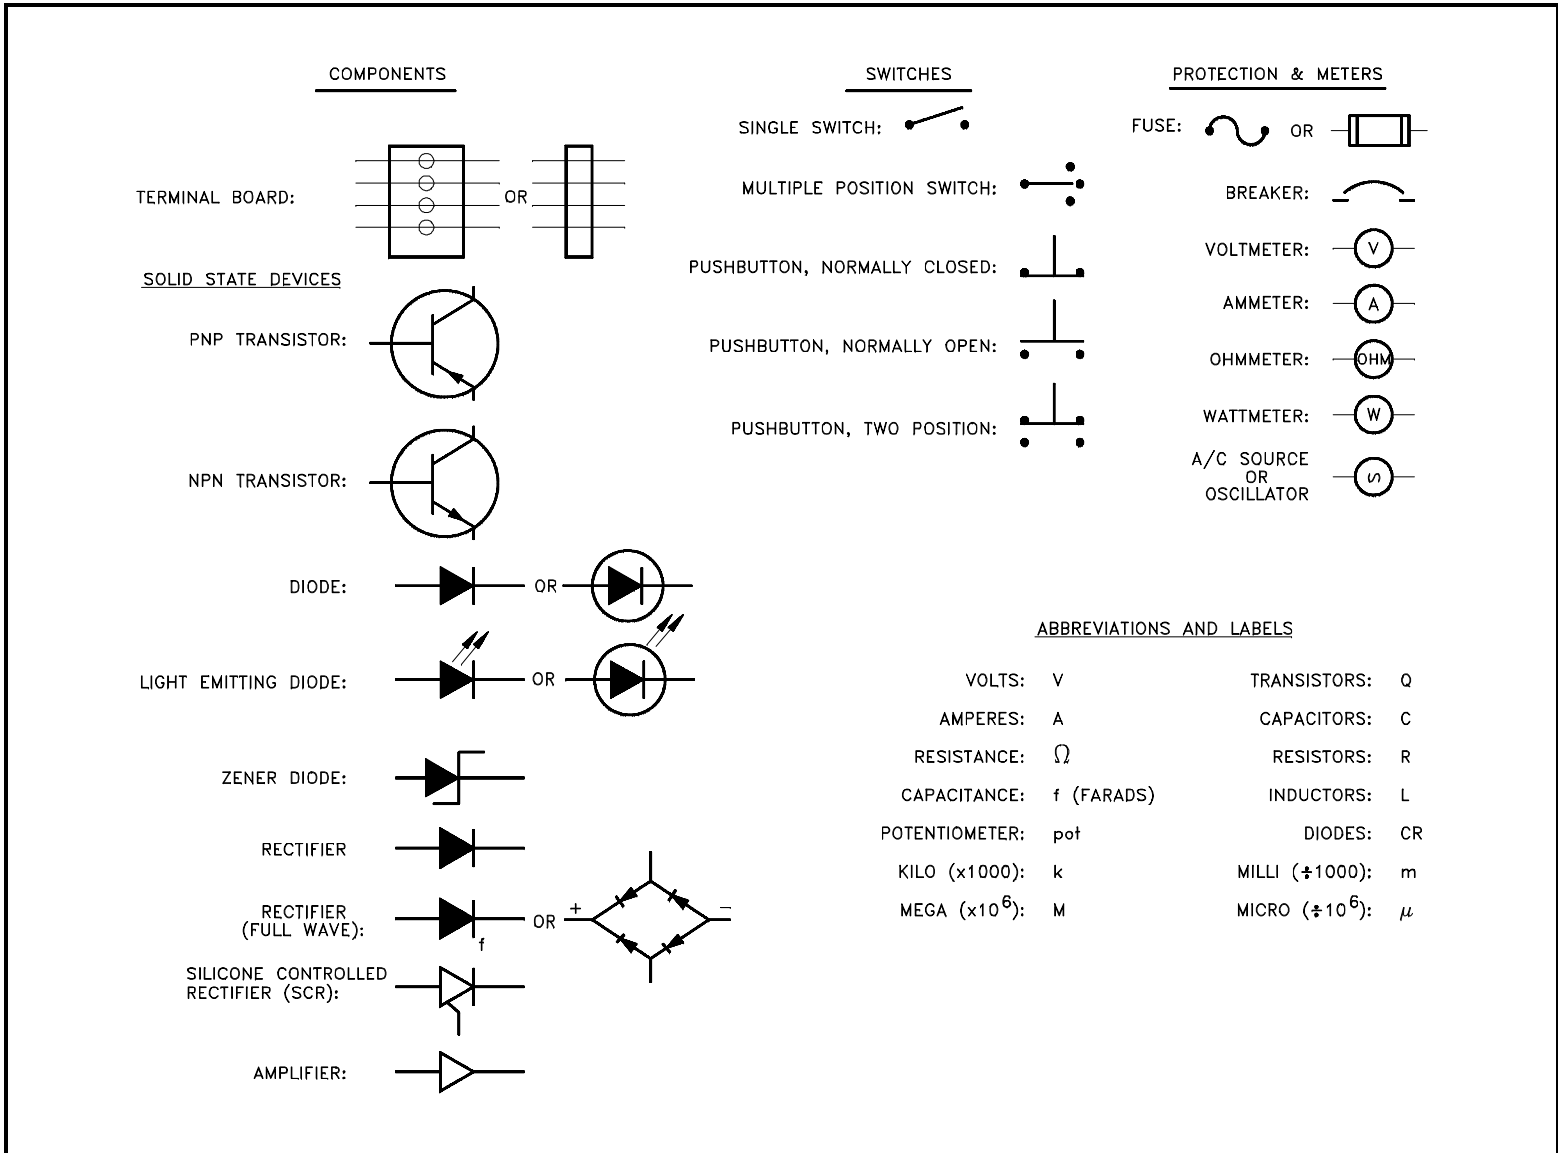 COMPONENTS
TERMINAL BOARD:
OR
SOLID STATE DEVICES
PNP TRANSISTOR:
NPN TRANSISTOR:
DIODE:
OR
LIGHT EMITTING DIODE:
OR
ZENER DIODE:
RECTIFIER
RECTIFIER
(FULL WAVE):
f
OR
+
−
SILICONE CONTROLLED
RECTIFIER (SCR):
AMPLIFIER:
SWITCHES
SINGLE SWITCH:
MULTIPLE POSITION SWITCH:
PUSHBUTTON, NORMALLY CLOSED:
PUSHBUTTON, NORMALLY OPEN:
PUSHBUTTON, TWO POSITION:
PROTECTION & METERS
FUSE:
OR
BREAKER:
VOLTMETER:
V
AMMETER:
A
OHMMETER:
OHM
WATTMETER:
W
A/C SOURCE
OR
OSCILLATOR
ABBREVIATIONS AND LABELS
VOLTS: V
AMPERES: A
RESISTANCE: Ω
CAPACITANCE: f (FARADS)
POTENTIOMETER: pot
KILO (x1000): k
MEGA (x10⁶): M
TRANSISTORS: Q
CAPACITORS: C
RESISTORS: R
INDUCTORS: L
DIODES: CR
MILLI (÷1000): m
MICRO (÷10⁶): μ